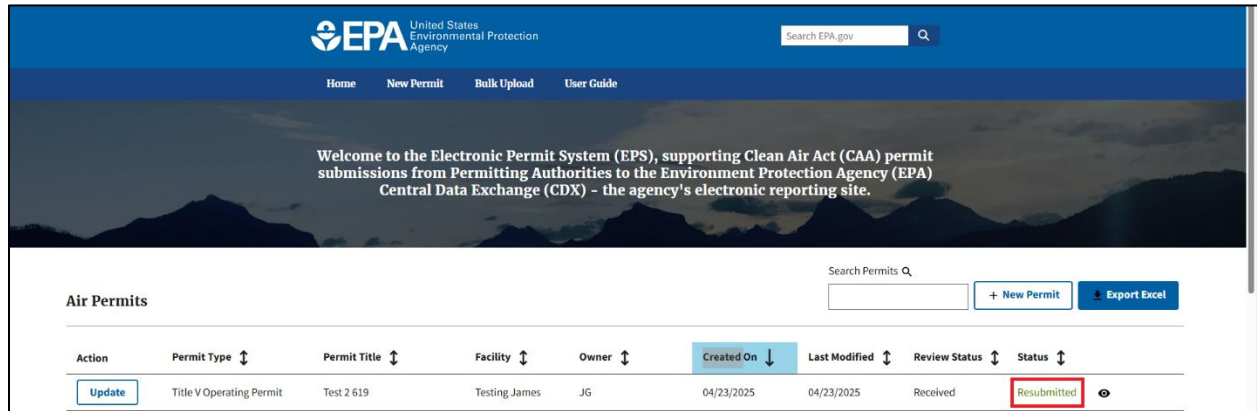 EPA
United States
Environmental Protection
Agency
Search EPA.gov
Home New Permit Bulk Upload User Guide
Welcome to the Electronic Permit System (EPS), supporting Clean Air Act (CAA) permit
submissions from Permitting Authorities to the Environment Protection Agency (EPA)
Central Data Exchange (CDX) – the agency's electronic reporting site.
Search Permits
Air Permits
+ New Permit
Export Excel
Action Permit Type Permit Title Facility Owner Created On Last Modified Review Status Status
Update Title V Operating Permit Test 2 619 Testing James JG 04/23/2025 04/23/2025 Received Resubmitted